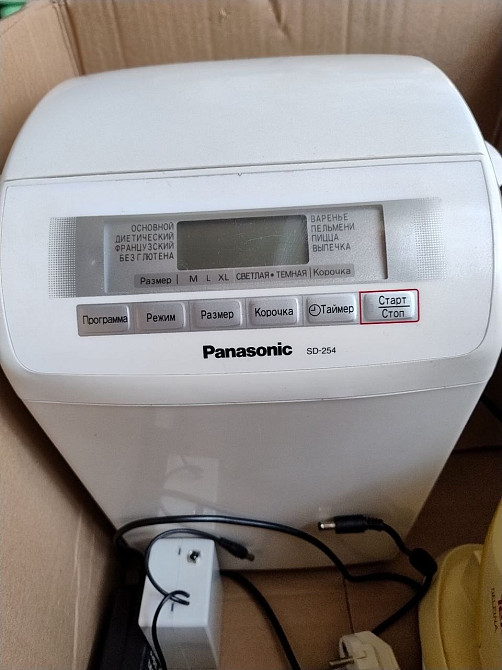 ОСНОВНОЙ
ДИЕТИЧЕСКИЙ
ФРАНЦУЗСКИЙ
БЕЗ ГЛЮТЕНА
ВАРЕНЬЕ
ПЕЛЬМЕНИ
ПИЦЦА
ВЫПЕЧКА
Размер | M L XL СВЕТЛАЯ • ТЕМНАЯ | Корочка
Программа Режим Размер Корочка Таймер Старт
Стоп
Panasonic SD-254